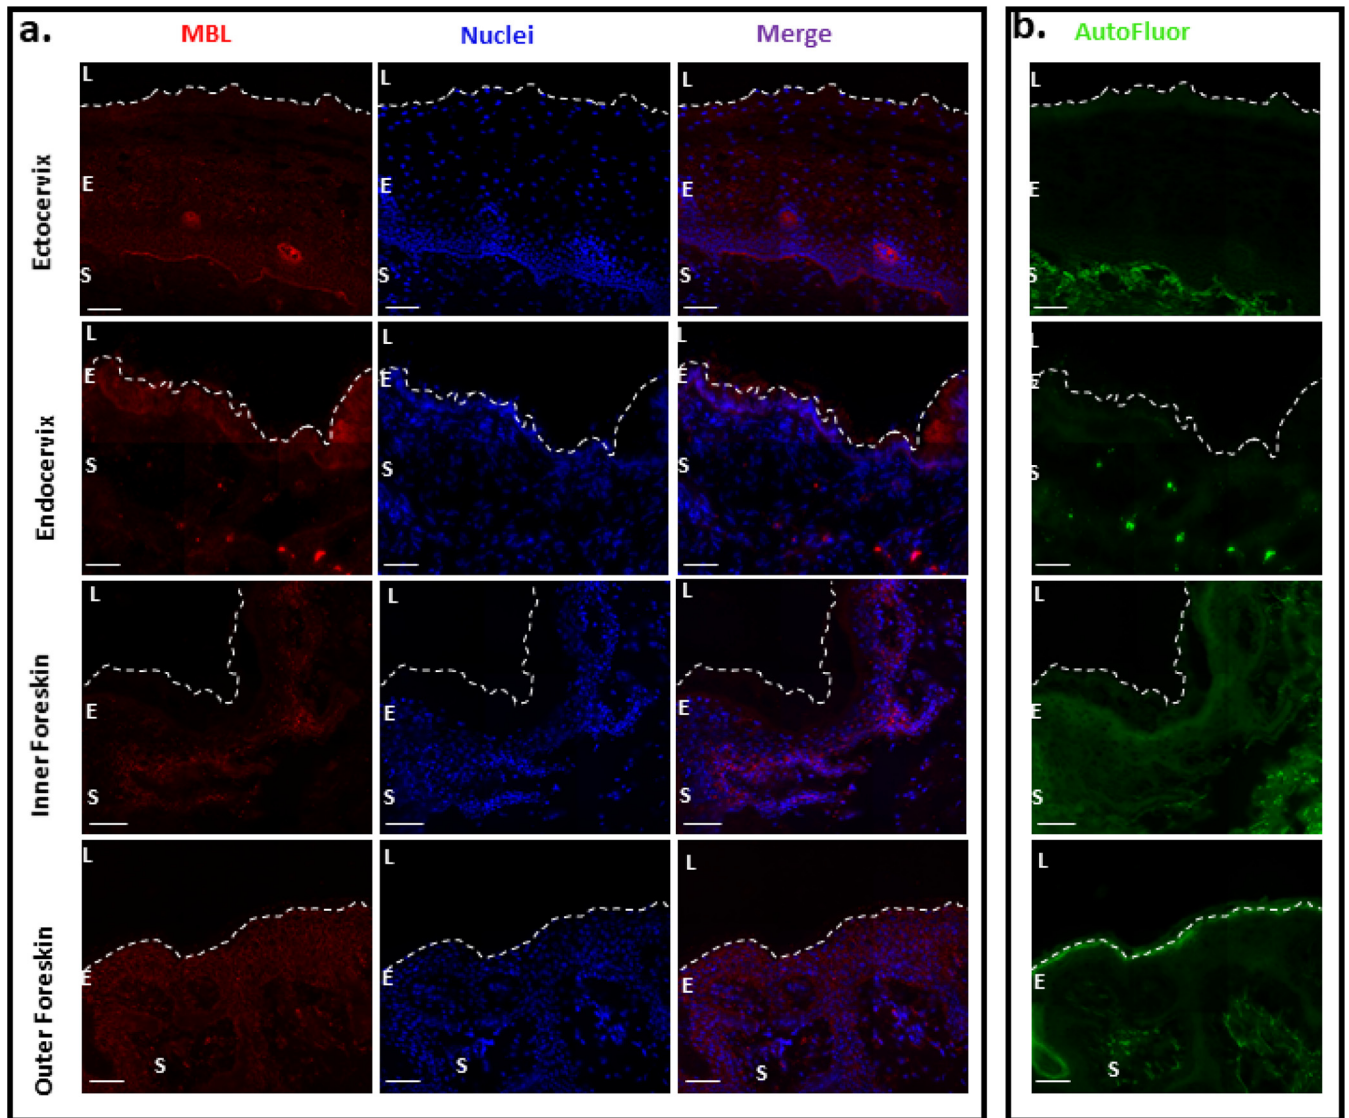 a. MBL Nuclei Merge
b. AutoFluor
Ectocervix
L L L L
E E E E
S S S S
Endocervix
L L L L
E E E E
S S S S
Inner Foreskin
L L L L
E E E E
S S S S
Outer Foreskin
L L L L
E E E E
S S S S